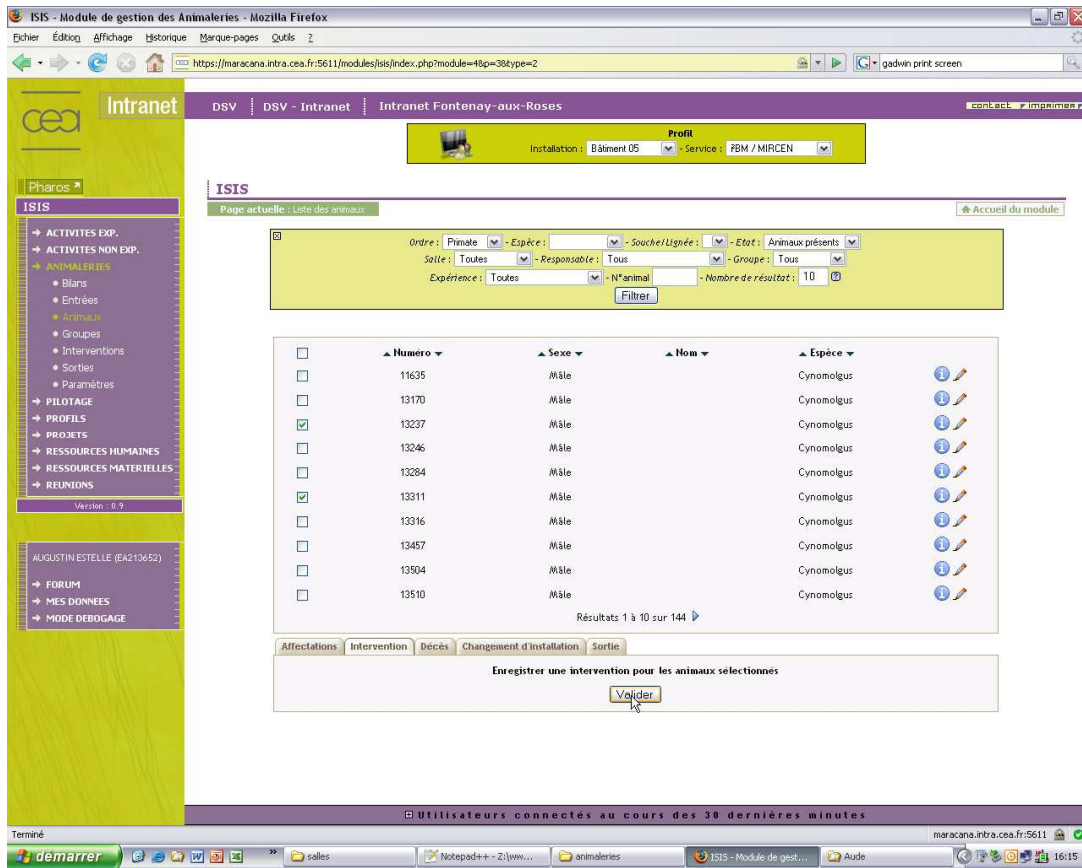 ISIS - Module de gestion des Animaleries - Mozilla Firefox
Fichier Édition Affichage Historique Marque-pages Outils ?
https://maracana.intra.cea.fr:5611/modules/isis/index.php?module=4&p=3&type=2 gadwin print screen
cea Intranet DSV DSV - Intranet Intranet Fontenay-aux-Roses contact imprimer
Profil
Installation : Bâtiment 05 - Service : I²BM / MIRCEN
Pharos
ISIS
ISIS
Page actuelle : Liste des animaux Accueil du module
ACTIVITES EXP.
ACTIVITES NON EXP.
ANIMALERIES
Bilans
Entrées
Animaux
Groupes
Interventions
Sorties
Paramètres
PILOTAGE
PROFILS
PROJETS
RESSOURCES HUMAINES
RESSOURCES MATERIELLES
REUNIONS
Version : 0.9
AUGUSTIN ESTELLE (EA213652)
FORUM
MES DONNEES
MODE DEBOGAGE
Ordre : Primate - Espèce : - Souche/Lignée : - Etat : Animaux présents
Salle : Toutes - Responsable : Tous - Groupe : Tous
Expérience : Toutes - N°animal - Nombre de résultat : 10
Filtrer
Numéro Sexe Nom Espèce
11635 Mâle Cynomolgus
13170 Mâle Cynomolgus
13237 Mâle Cynomolgus
13246 Mâle Cynomolgus
13284 Mâle Cynomolgus
13311 Mâle Cynomolgus
13316 Mâle Cynomolgus
13457 Mâle Cynomolgus
13504 Mâle Cynomolgus
13510 Mâle Cynomolgus
Résultats 1 à 10 sur 144
Affectations Intervention Décès Changement d'installation Sortie
Enregistrer une intervention pour les animaux sélectionnés
Valider
Utilisateurs connectés au cours des 30 dernières minutes
Terminé maracana.intra.cea.fr:5611
démarrer » salles Notepad++ - Z:\ww... animaleries ISIS - Module de gest... Aude 16:15